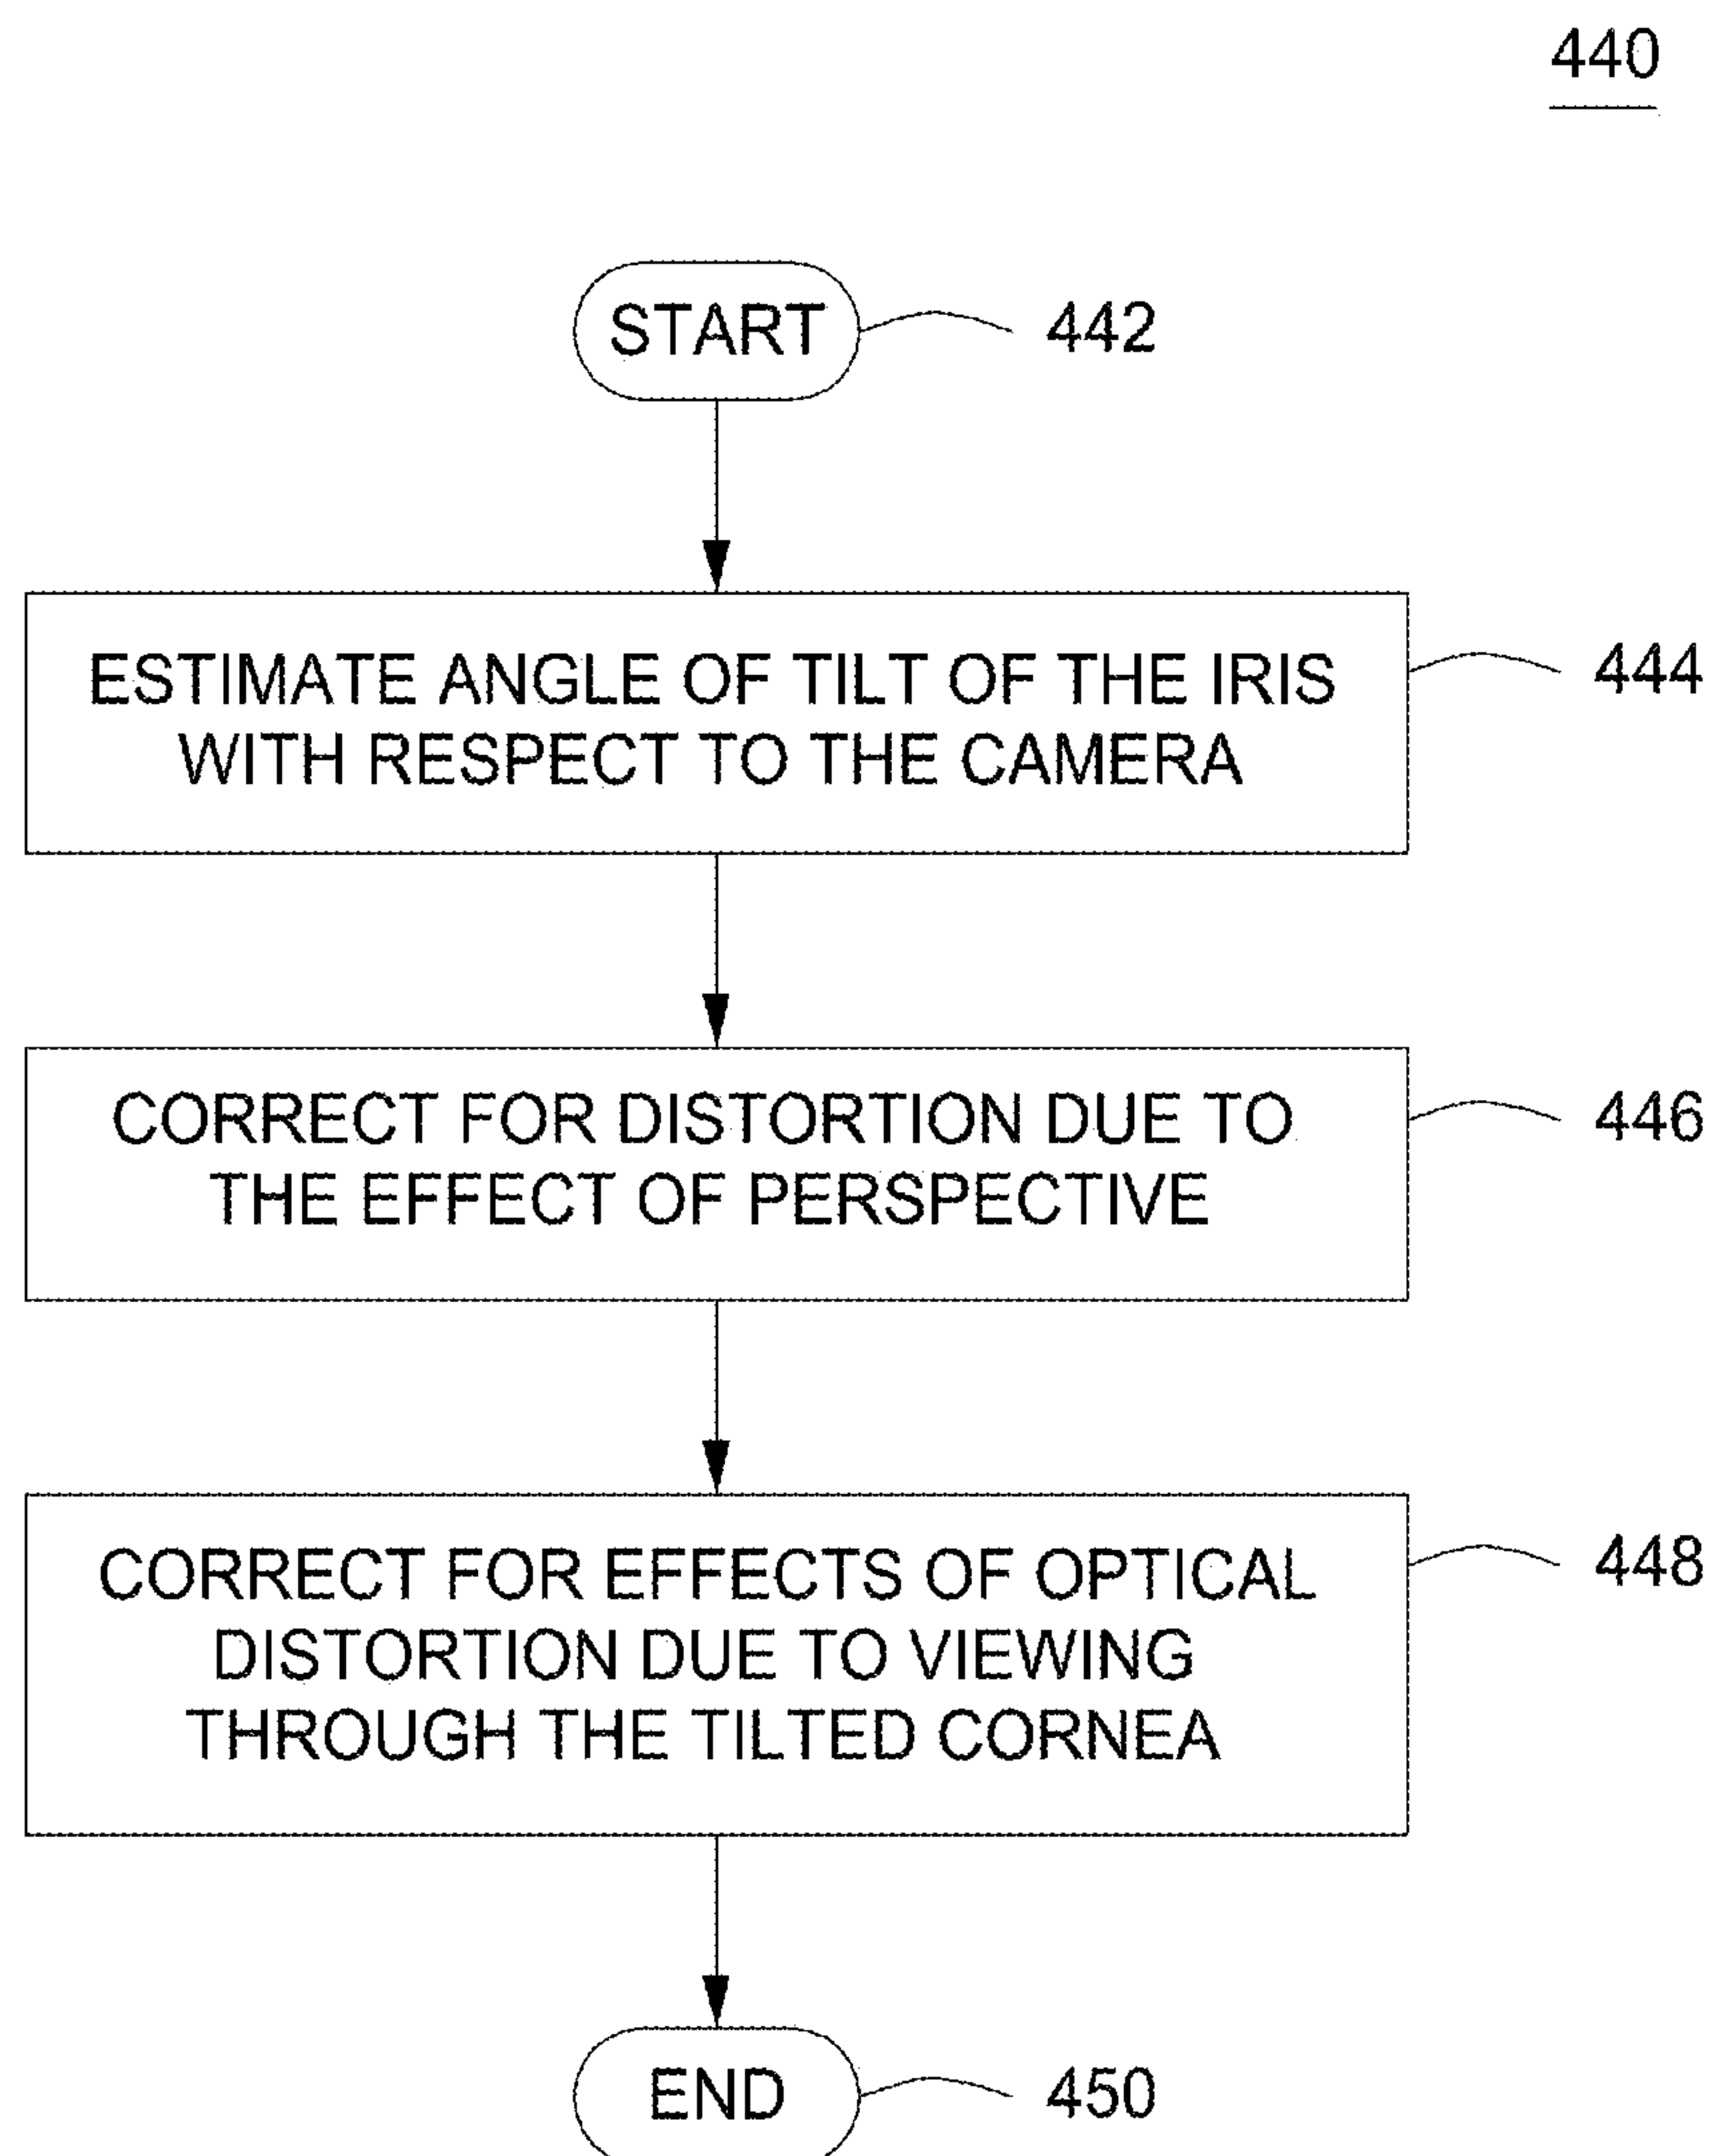 440
START
442
ESTIMATE ANGLE OF TILT OF THE IRIS
WITH RESPECT TO THE CAMERA
444
CORRECT FOR DISTORTION DUE TO
THE EFFECT OF PERSPECTIVE
446
CORRECT FOR EFFECTS OF OPTICAL
DISTORTION DUE TO VIEWING
THROUGH THE TILTED CORNEA
448
END
450